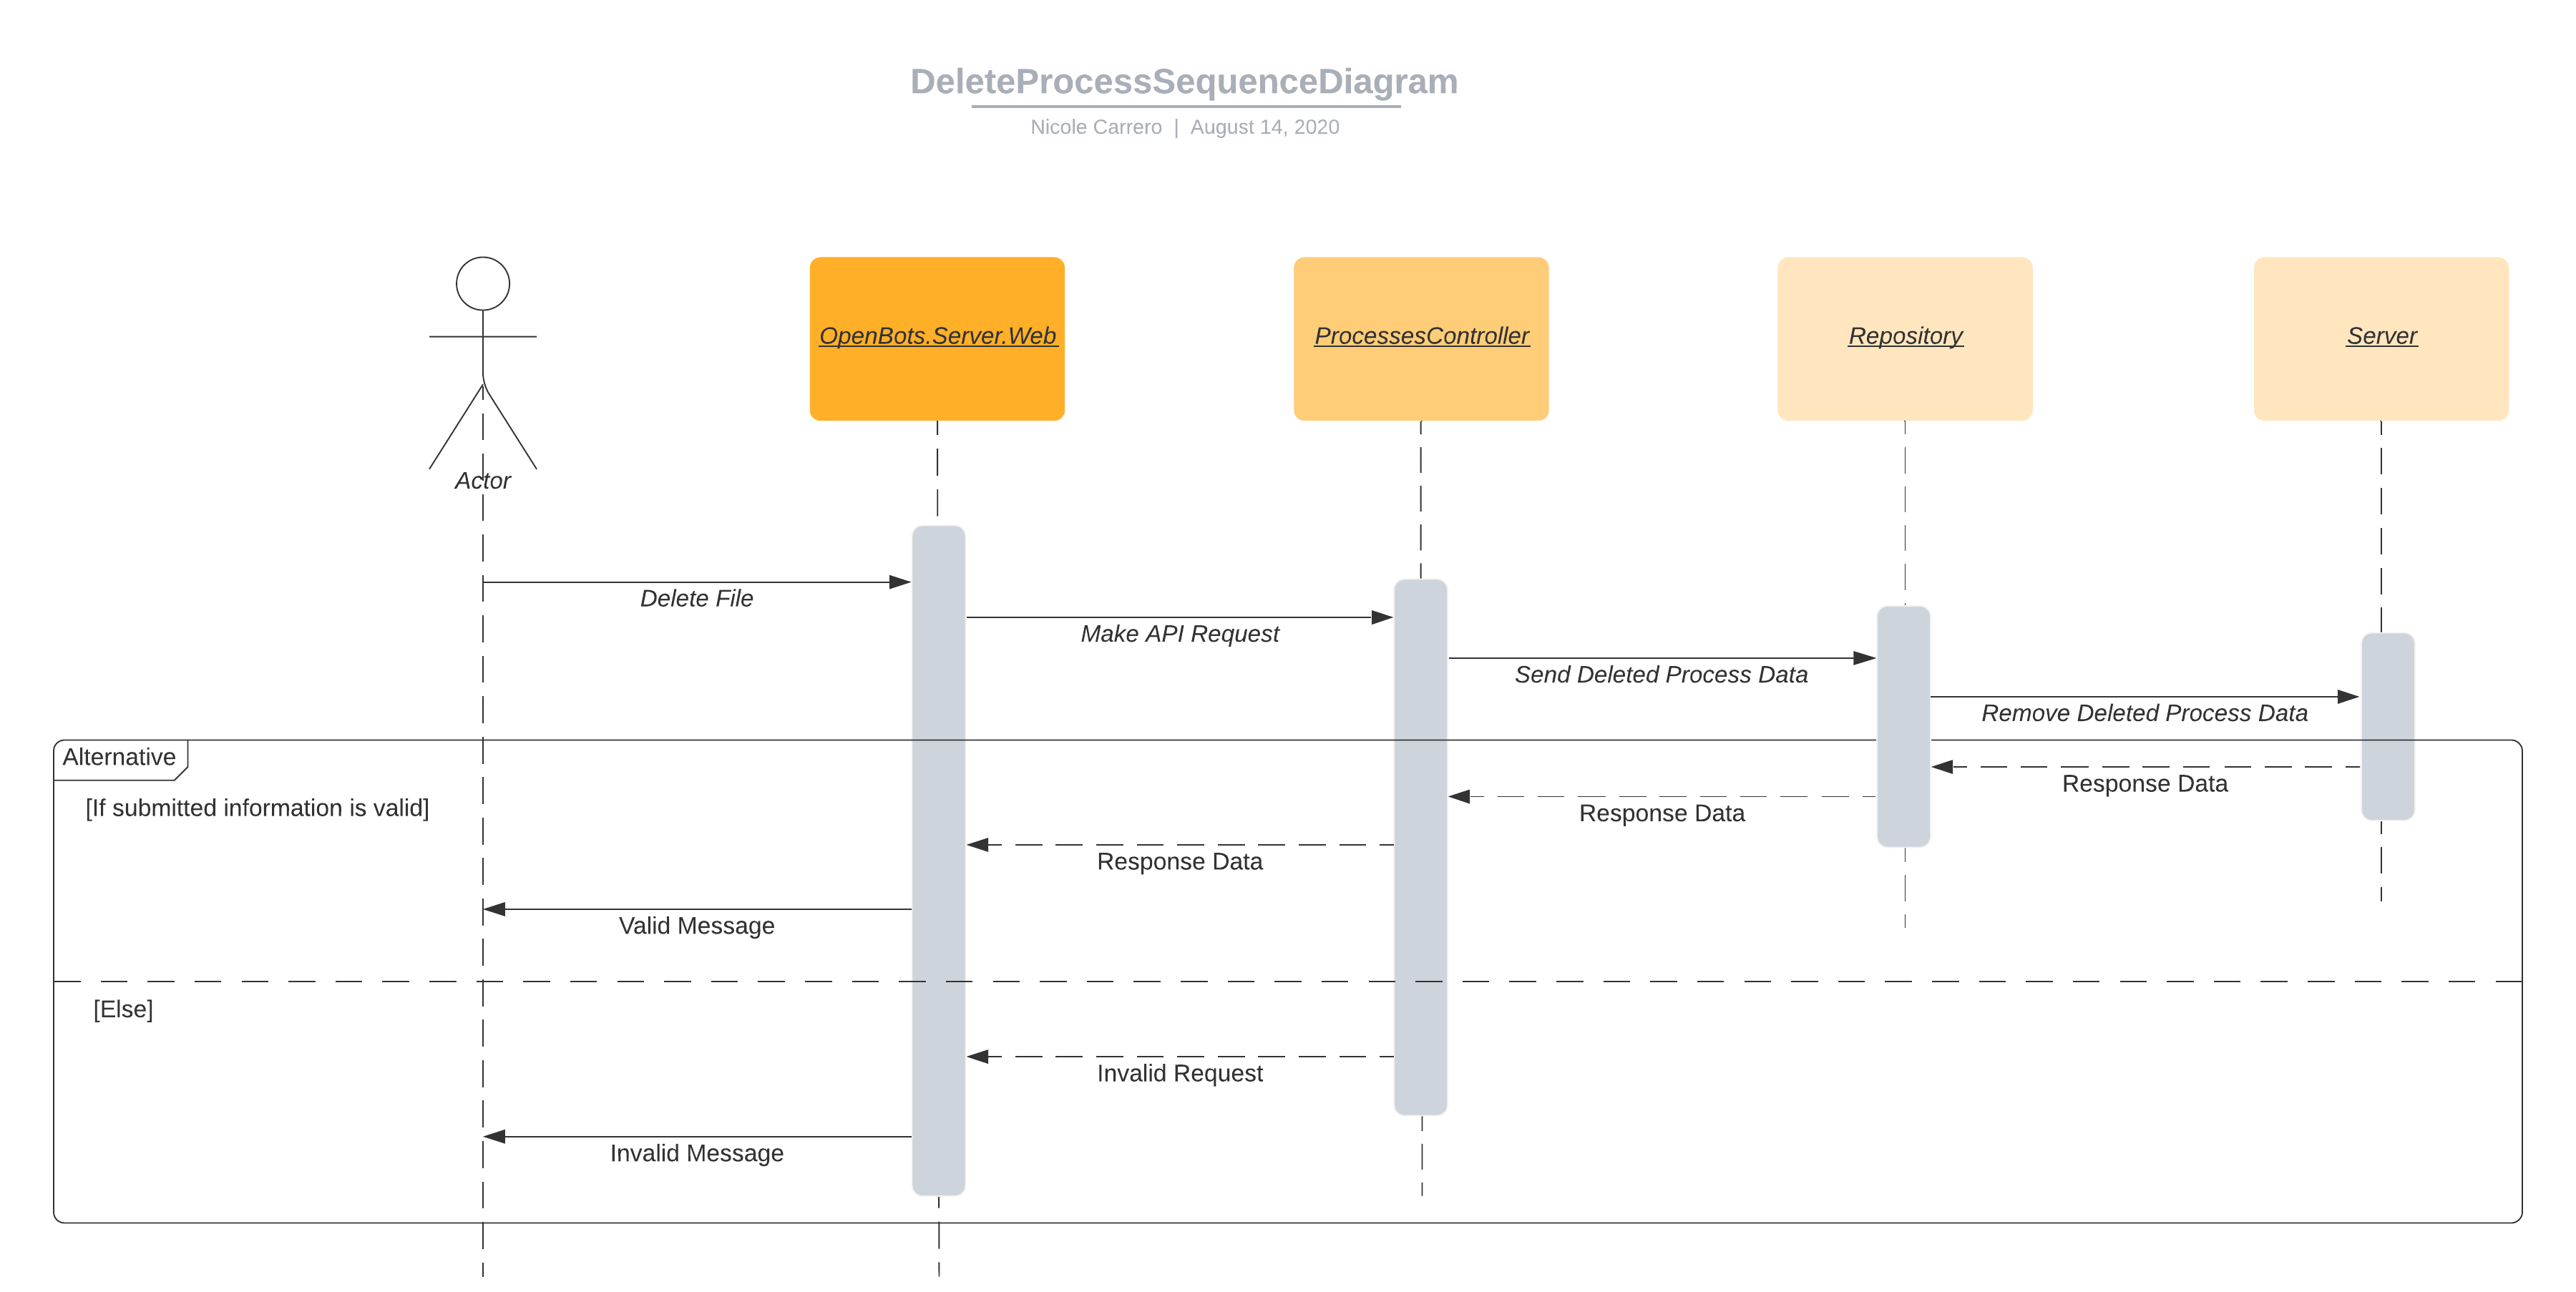 DeleteProcessSequenceDiagram
Nicole Carrero | August 14, 2020
Actor
OpenBots.Server.Web
ProcessesController
Repository
Server
Delete File
Make API Request
Send Deleted Process Data
Remove Deleted Process Data
Alternative
[If submitted information is valid]
Response Data
Response Data
Response Data
Valid Message
[Else]
Invalid Request
Invalid Message